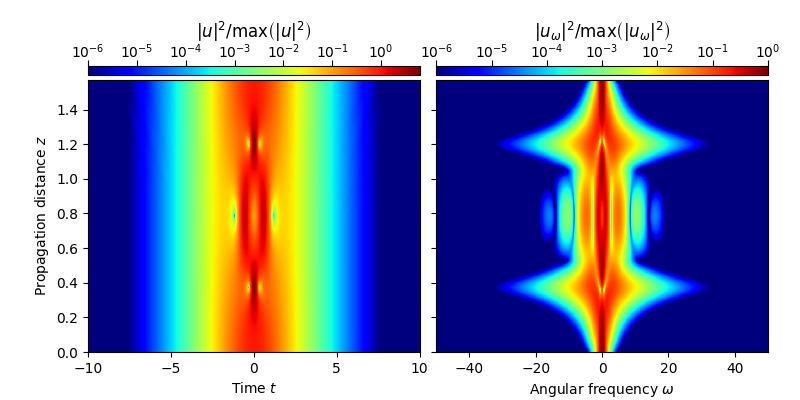 |u|²/max(|u|²)
10⁻⁶ 10⁻⁵ 10⁻⁴ 10⁻³ 10⁻² 10⁻¹ 10⁰
|u_ω|²/max(|u_ω|²)
10⁻⁶ 10⁻⁵ 10⁻⁴ 10⁻³ 10⁻² 10⁻¹ 10⁰
Propagation distance z
1.4
1.2
1.0
0.8
0.6
0.4
0.2
0.0
−10 −5 0 5 10
Time t
−40 −20 0 20 40
Angular frequency ω